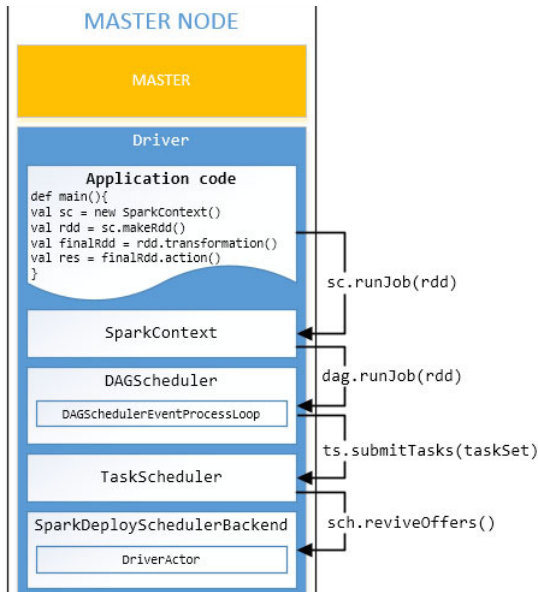 MASTER NODE
MASTER
Driver
Application code
def main(){
val sc = new SparkContext()
val rdd = sc.makeRdd()
val finalRdd = rdd.transformation()
val res = finalRdd.action()
}
sc.runJob(rdd)
SparkContext
dag.runJob(rdd)
DAGScheduler
DAGSchedulerEventProcessLoop
ts.submitTasks(taskSet)
TaskScheduler
sch.reviveOffers()
SparkDeploySchedulerBackend
DriverActor